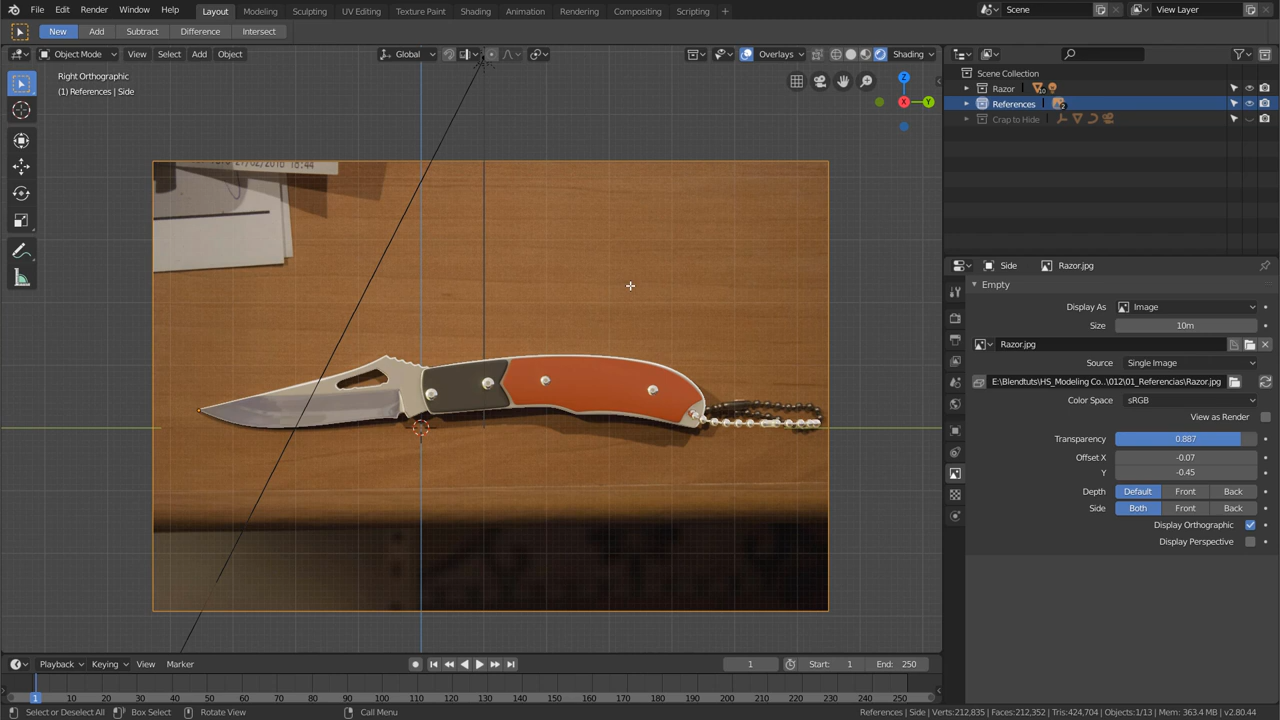 File Edit Render Window Help Layout Modeling Sculpting UV Editing Texture Paint Shading Animation Rendering Compositing Scripting Scene View Layer
New Add Subtract Difference Intersect
Object Mode View Select Add Object Global Overlays Shading
Right Orthographic
(1) References | Side
Z
X
Y
27/02/2018 18:44
Scene Collection
Razor 10
References 2
Crap to Hide
Side Razor.jpg
Empty
Display As Image
Size 10m
Razor.jpg
Source Single Image
E:\Blendtuts\HS_Modeling Co..\012\01_Referencias\Razor.jpg
Color Space sRGB
View as Render
Transparency 0.887
Offset X -0.07
Y -0.45
Depth Default Front Back
Side Both Front Back
Display Orthographic
Display Perspective
Playback Keying View Marker 1 Start: 1 End: 250
1 10 20 30 40 50 60 70 80 90 100 110 120 130 140 150 160 170 180 190 200 210 220 230 240 250
Select or Deselect All Box Select Rotate View Call Menu References | Side | Verts:212,835 | Faces:212,352 | Tris:424,704 | Objects:1/13 | Mem: 363.4 MB | v2.80.44